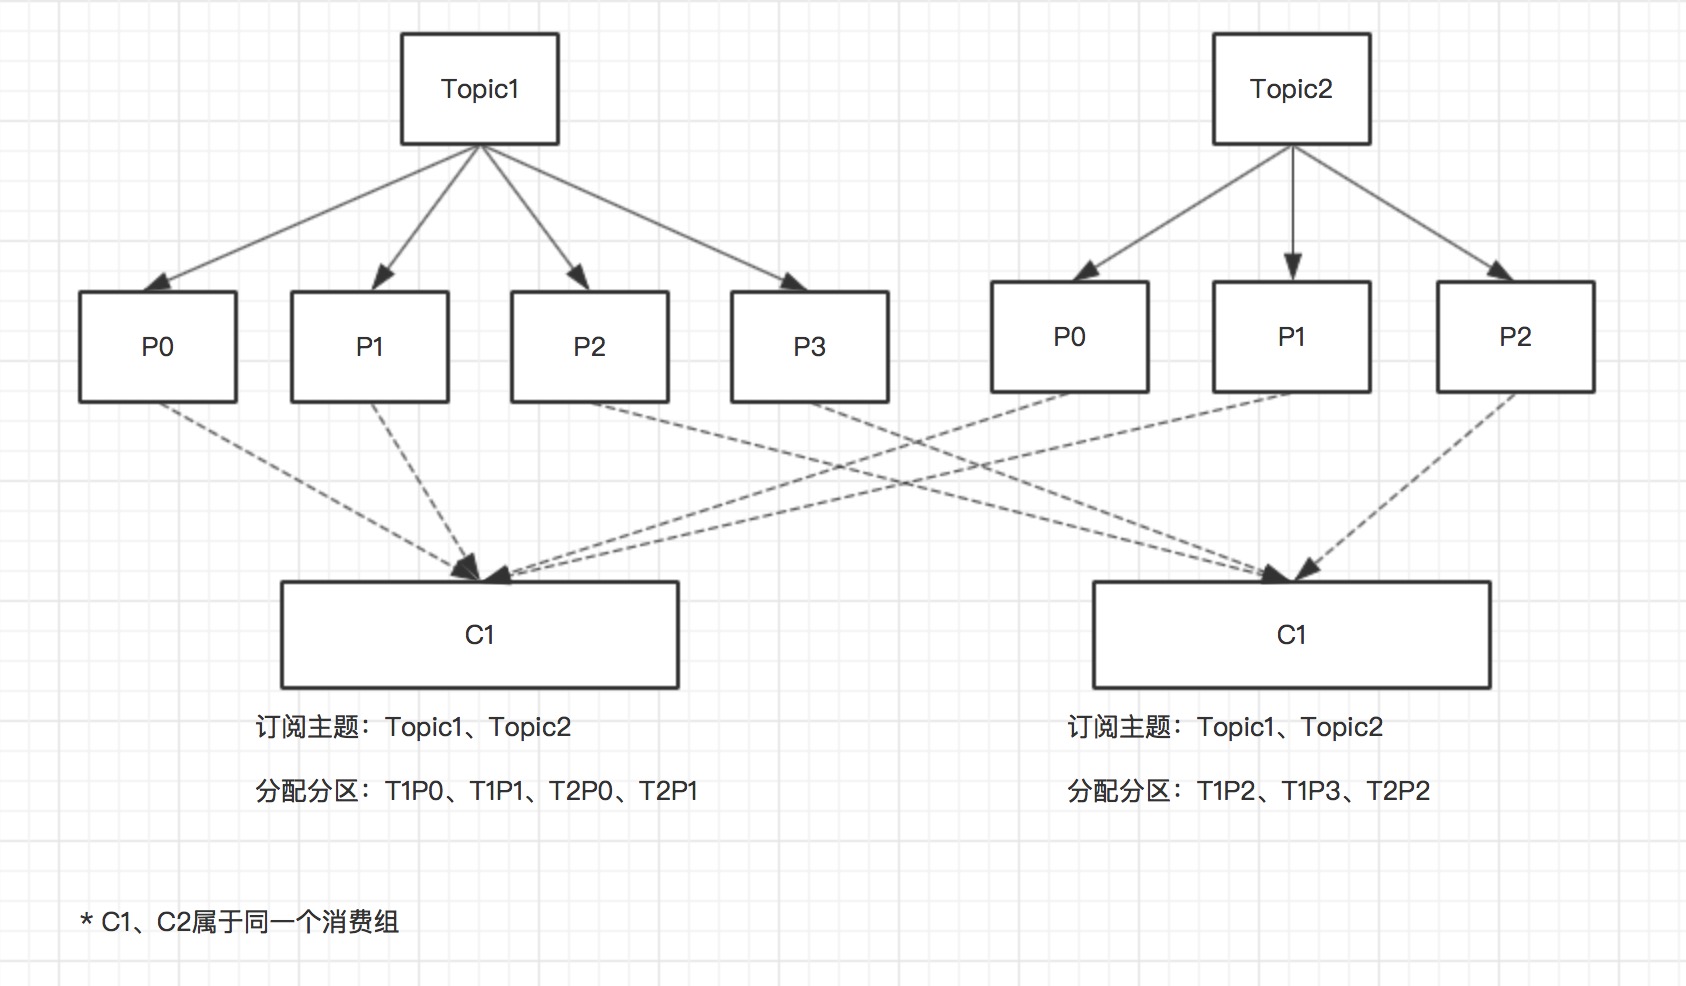 Topic1
Topic2
P0
P1
P2
P3
P0
P1
P2
C1
C1
订阅主题：Topic1、Topic2
订阅主题：Topic1、Topic2
分配分区：T1P0、T1P1、T2P0、T2P1
分配分区：T1P2、T1P3、T2P2
* C1、C2属于同一个消费组